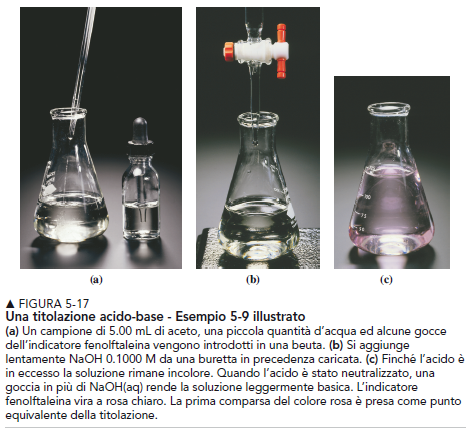 (a)
(b)
(c)
▲ FIGURA 5-17
Una titolazione acido-base - Esempio 5-9 illustrato
(a) Un campione di 5.00 mL di aceto, una piccola quantità d'acqua ed alcune gocce
dell'indicatore fenolftaleina vengono introdotti in una beuta. (b) Si aggiunge
lentamente NaOH 0.1000 M da una buretta in precedenza caricata. (c) Finché l'acido è
in eccesso la soluzione rimane incolore. Quando l'acido è stato neutralizzato, una
goccia in più di NaOH(aq) rende la soluzione leggermente basica. L'indicatore
fenolftaleina vira a rosa chiaro. La prima comparsa del colore rosa è presa come punto
equivalente della titolazione.